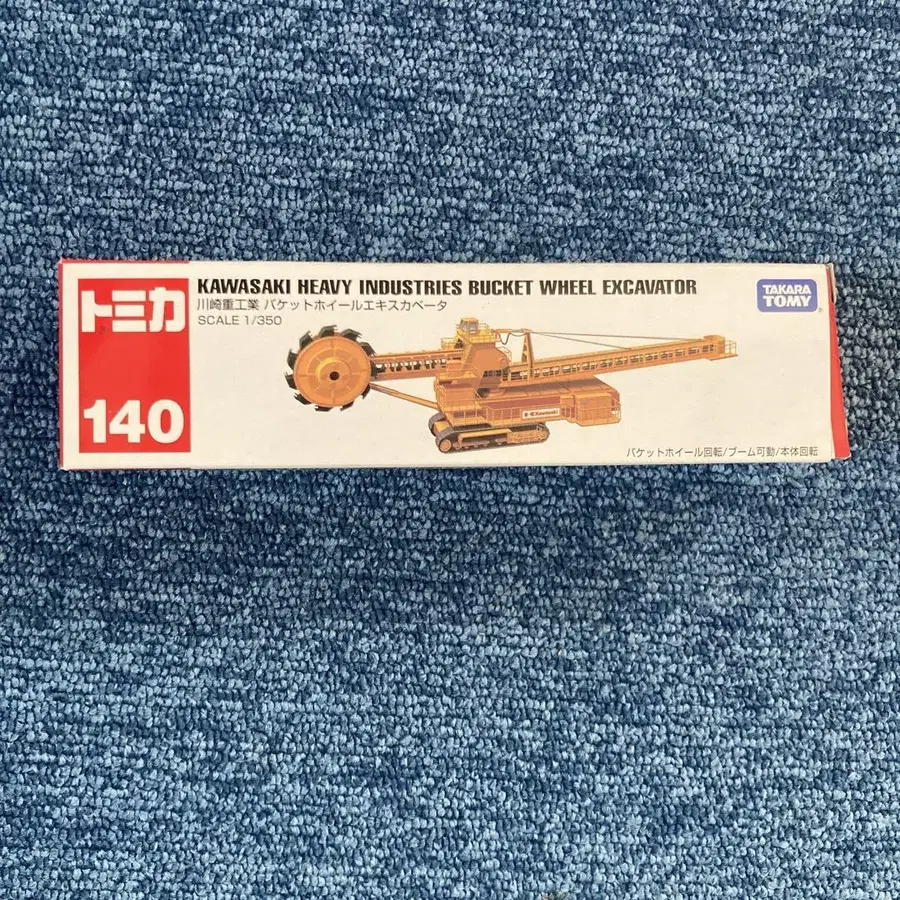 トミカ
140
KAWASAKI HEAVY INDUSTRIES BUCKET WHEEL EXCAVATOR
川崎重工業 バケットホイールエキスカベータ
SCALE 1/350
TAKARA
TOMY
Kawasaki
バケットホイール回転/ブーム可動/本体回転